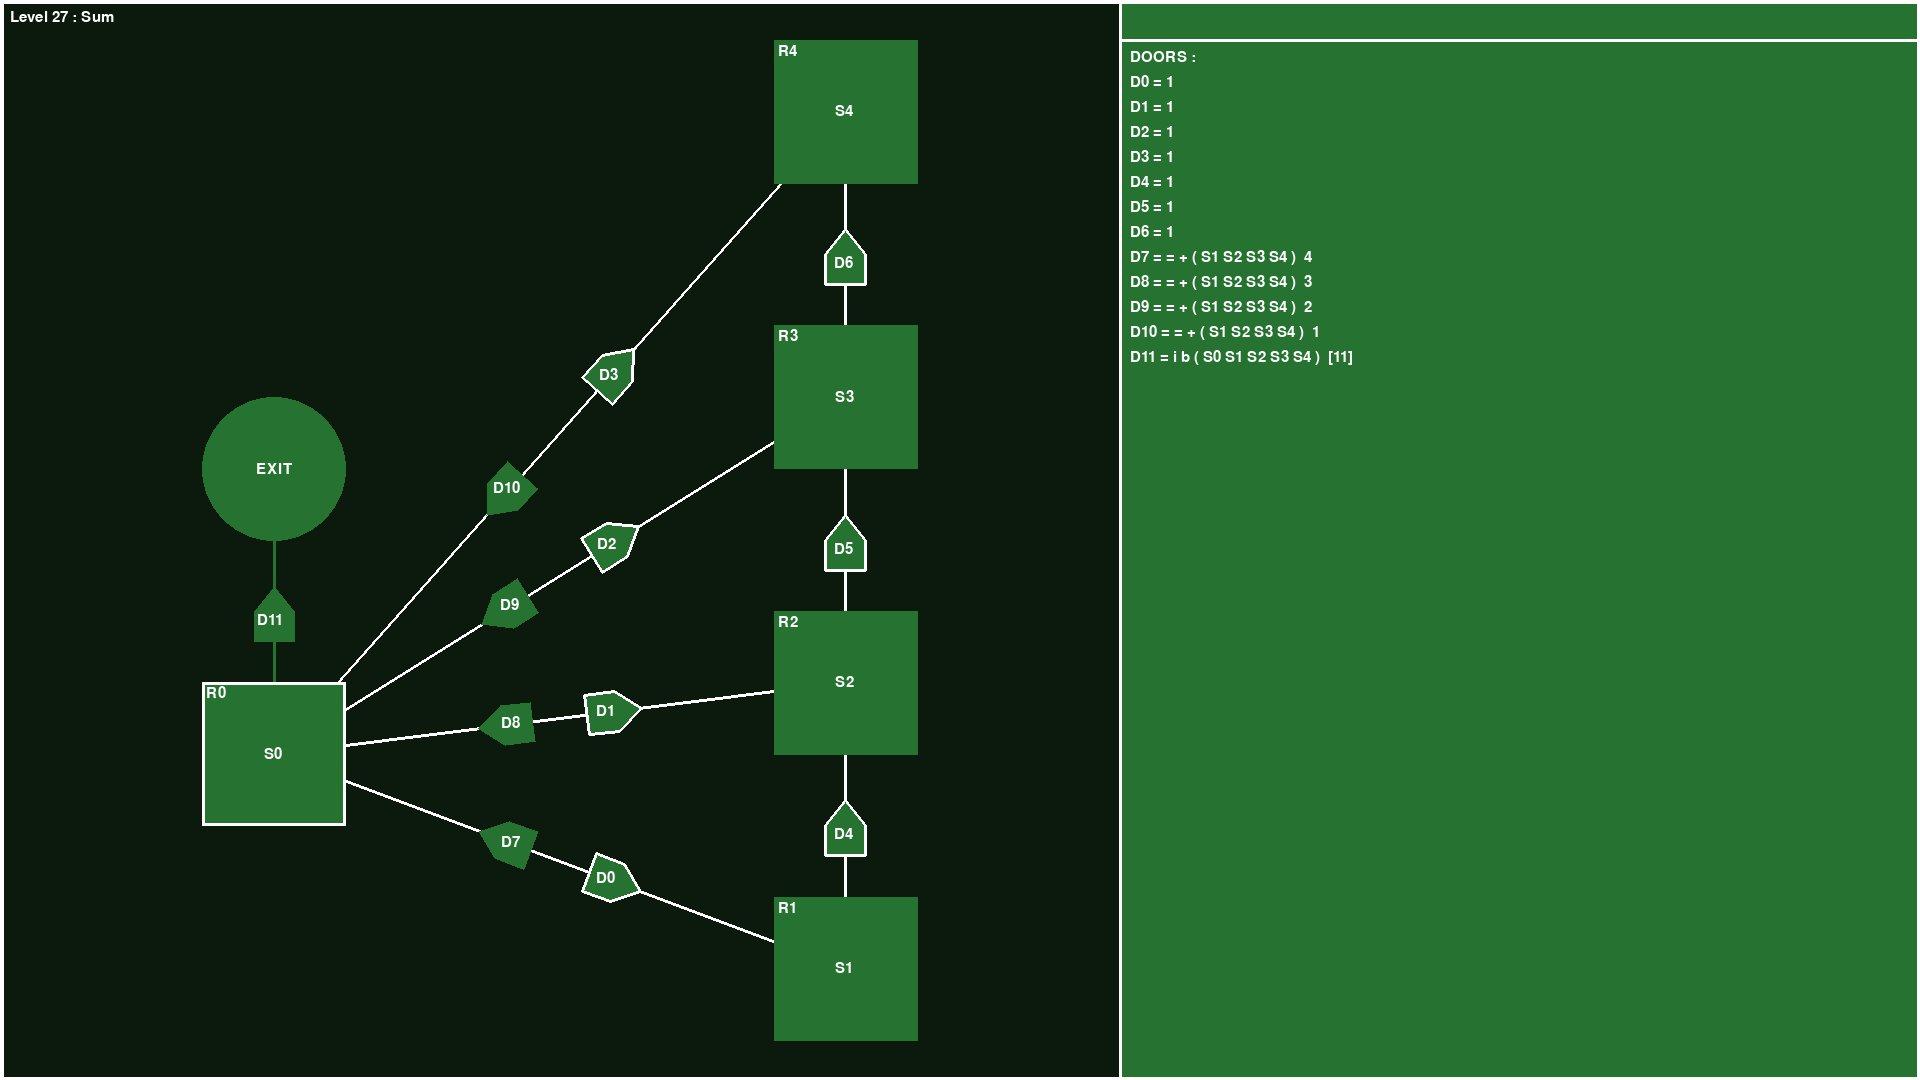 Level 27 : Sum
R4
S4
D6
R3
S3
D3
EXIT
D10
D2
D5
D9
D11
R2
S2
R0
S0
D8
D1
D7
D0
D4
R1
S1
DOORS :
D0 = 1
D1 = 1
D2 = 1
D3 = 1
D4 = 1
D5 = 1
D6 = 1
D7 = = + ( S1 S2 S3 S4 ) 4
D8 = = + ( S1 S2 S3 S4 ) 3
D9 = = + ( S1 S2 S3 S4 ) 2
D10 = = + ( S1 S2 S3 S4 ) 1
D11 = i b ( S0 S1 S2 S3 S4 ) [11]